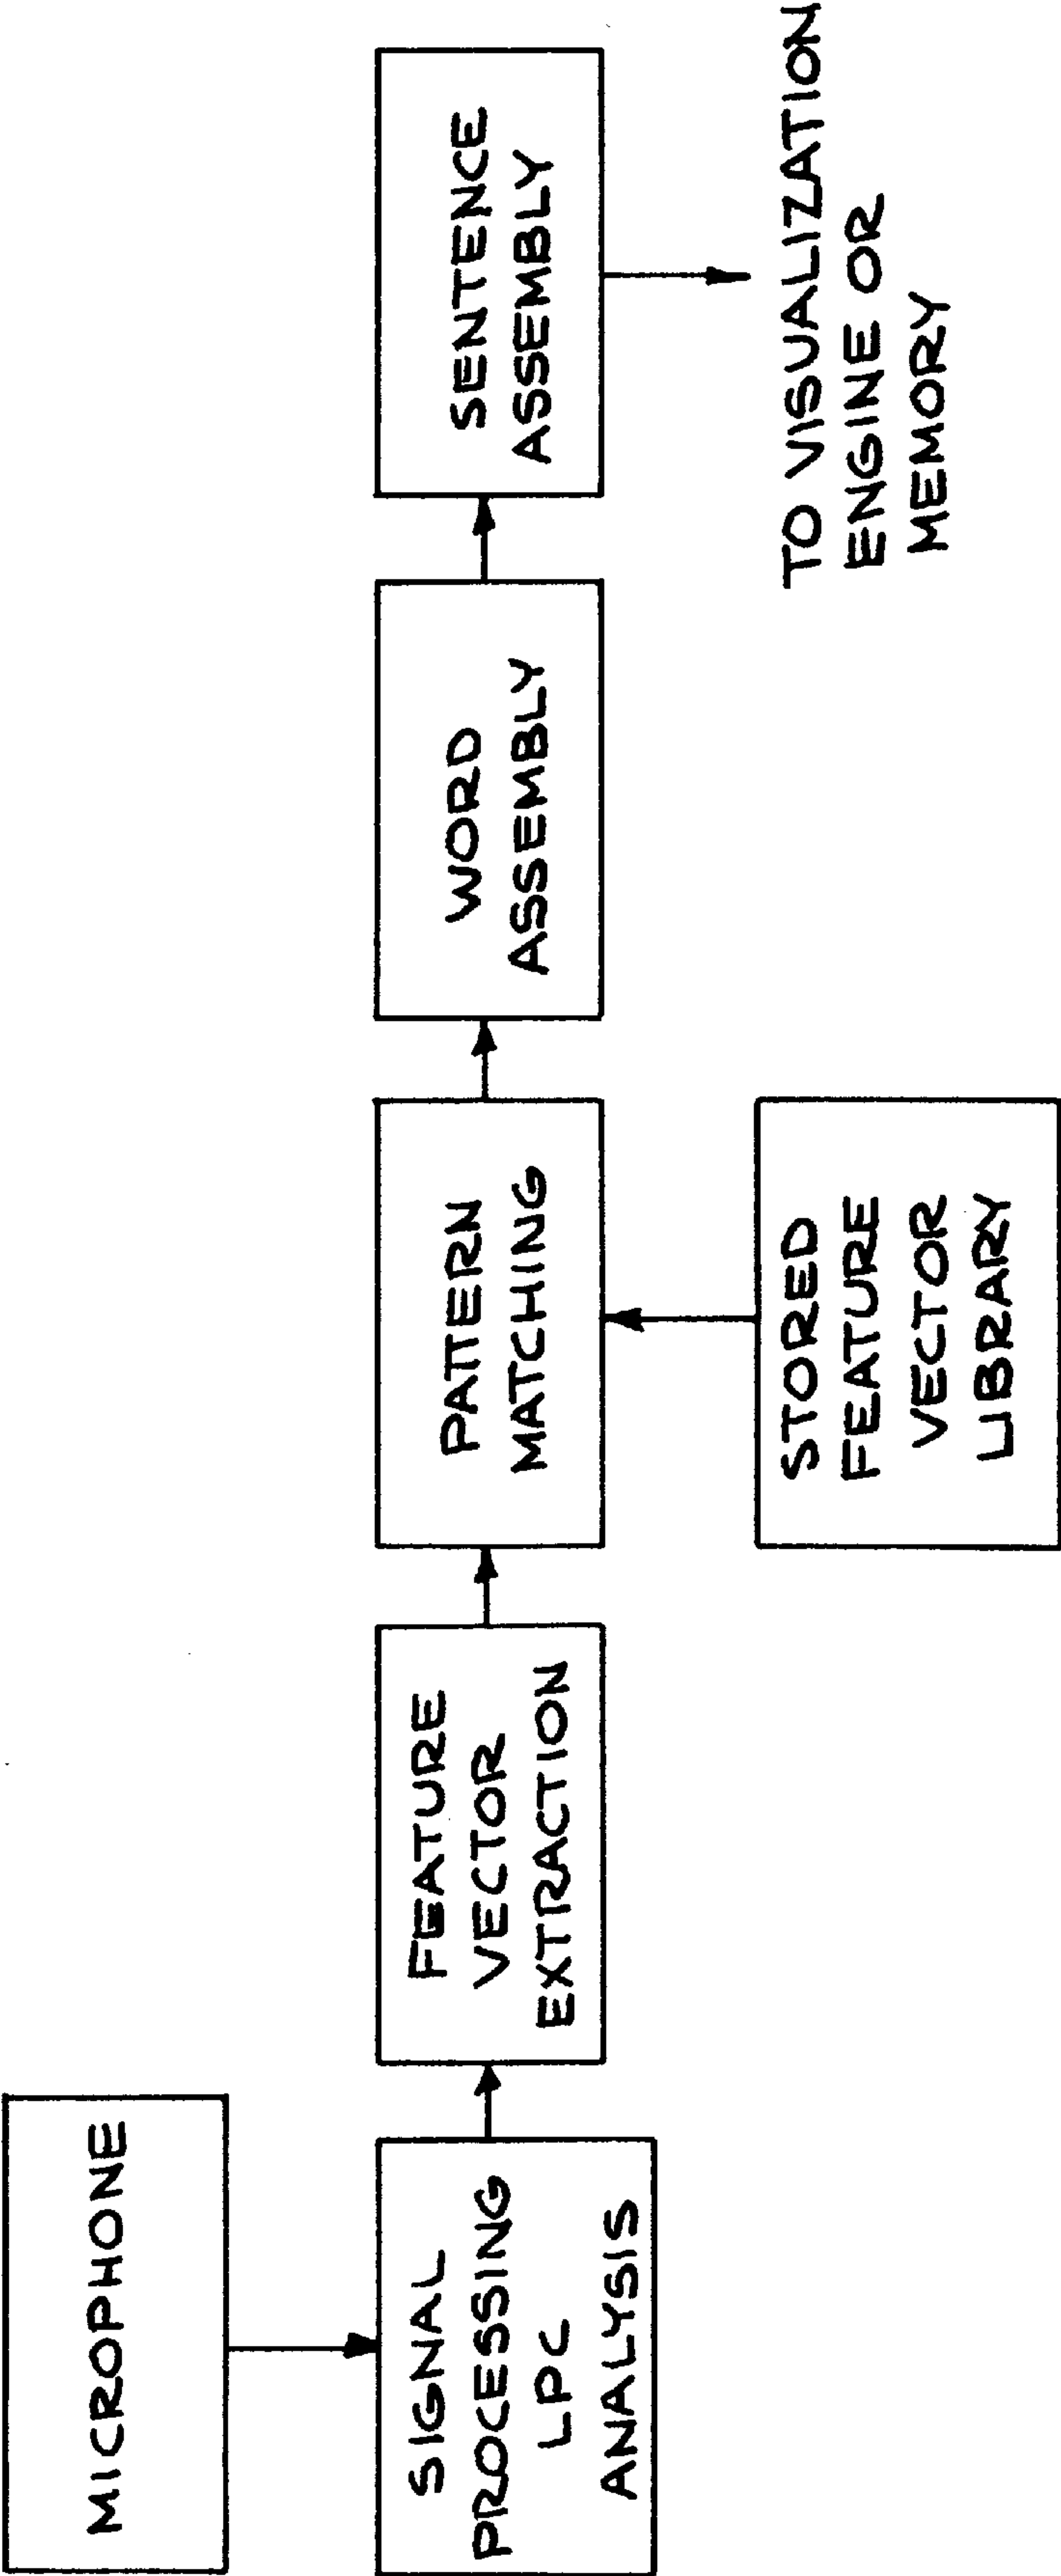 MICROPHONE
SIGNAL
PROCESSING
LPC
ANALYSIS
FEATURE
VECTOR
EXTRACTION
PATTERN
MATCHING
STORED
FEATURE
VECTOR
LIBRARY
WORD
ASSEMBLY
SENTENCE
ASSEMBLY
TO VISUALIZATION
ENGINE OR
MEMORY